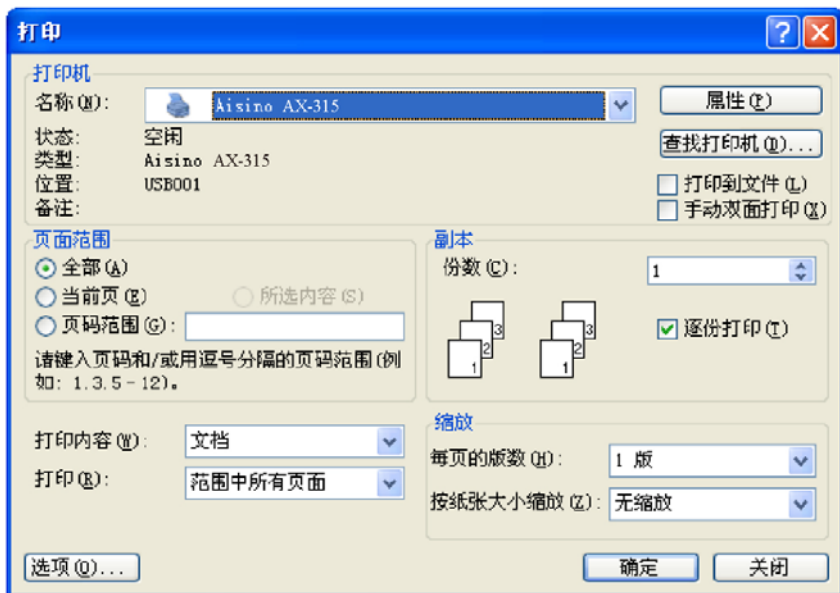 打印
打印机
名称(N): Aisino AX-315 属性(P)
状态: 空闲
类型: Aisino AX-315 查找打印机(D)...
位置: USB001 打印到文件(L)
备注: 手动双面打印(X)
页面范围
全部(A)
当前页(E) 所选内容(S)
页码范围(G):
请键入页码和/或用逗号分隔的页码范围(例
如: 1.3.5-12)。
副本
份数(C): 1
1 2 3 1 2 3
逐份打印(T)
打印内容(W): 文档
打印(R): 范围中所有页面
缩放
每页的版数(H): 1 版
按纸张大小缩放(Z): 无缩放
选项(O)... 确定 关闭